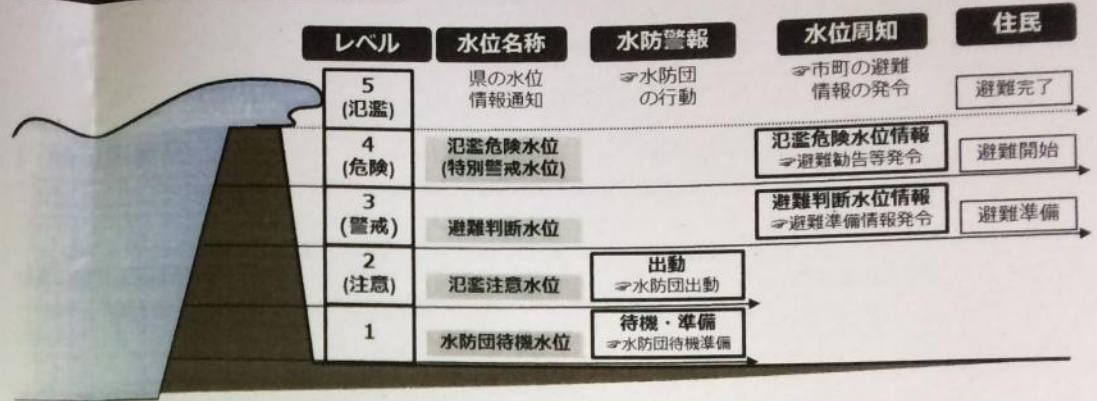 レベル
水位名称
水防警報
水位周知
住民
5
(氾濫)
県の水位
情報通知
☞水防団
の行動
☞市町の避難
情報の発令
避難完了
4
(危険)
氾濫危険水位
(特別警戒水位)
氾濫危険水位情報
☞避難勧告等発令
避難開始
3
(警戒)
避難判断水位
避難判断水位情報
☞避難準備情報発令
避難準備
2
(注意)
氾濫注意水位
出動
☞水防団出動
1
水防団待機水位
待機・準備
☞水防団待機準備